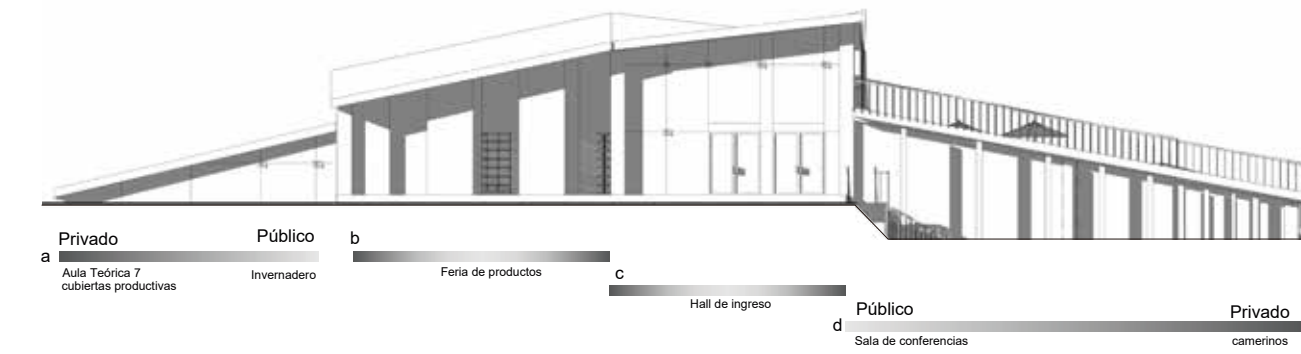 Privado Público
a
Aula Teórica 7
cubiertas productivas
Invernadero
b
Feria de productos
c
Hall de ingreso
Público Privado
d
Sala de conferencias camerinos